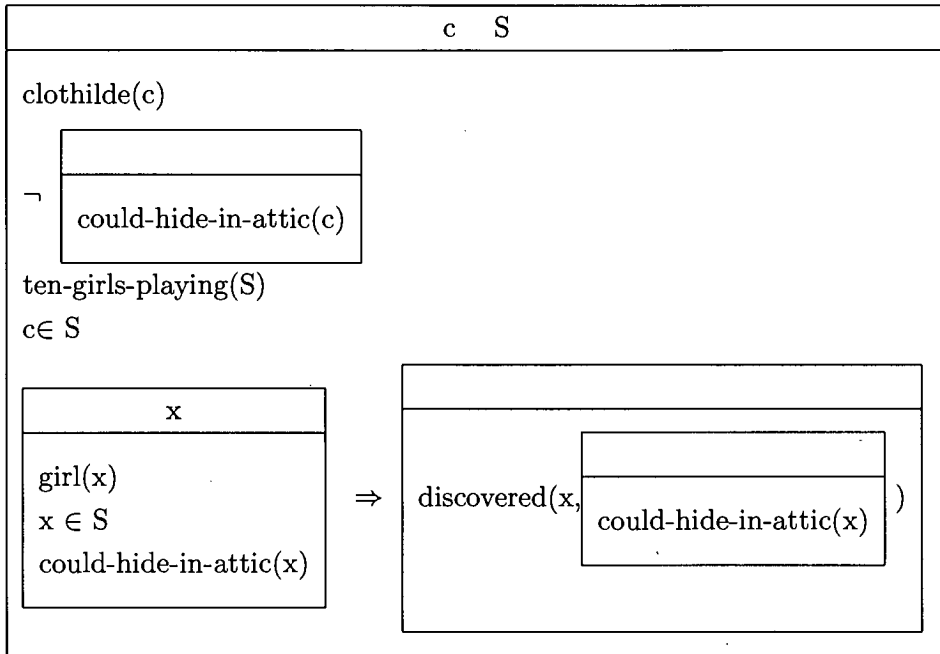 c S
clothilde(c)
¬
could-hide-in-attic(c)
ten-girls-playing(S)
c∈ S
x
girl(x)
x ∈ S
could-hide-in-attic(x)
⇒
discovered(x,
could-hide-in-attic(x)
)